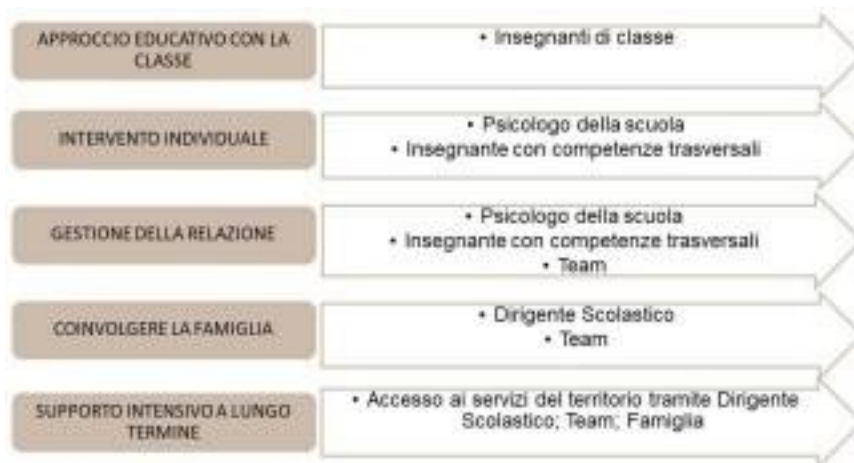 APPROCCIO EDUCATIVO CON LA
CLASSE
• Insegnanti di classe
INTERVENTO INDIVIDUALE
• Psicologo della scuola
• Insegnante con competenze trasversali
GESTIONE DELLA RELAZIONE
• Psicologo della scuola
• Insegnante con competenze trasversali
• Team
COINVOLGERE LA FAMIGLIA
• Dirigente Scolastico
• Team
SUPPORTO INTENSIVO A LUNGO
TERMINE
• Accesso ai servizi del territorio tramite Dirigente
Scolastico; Team; Famiglia